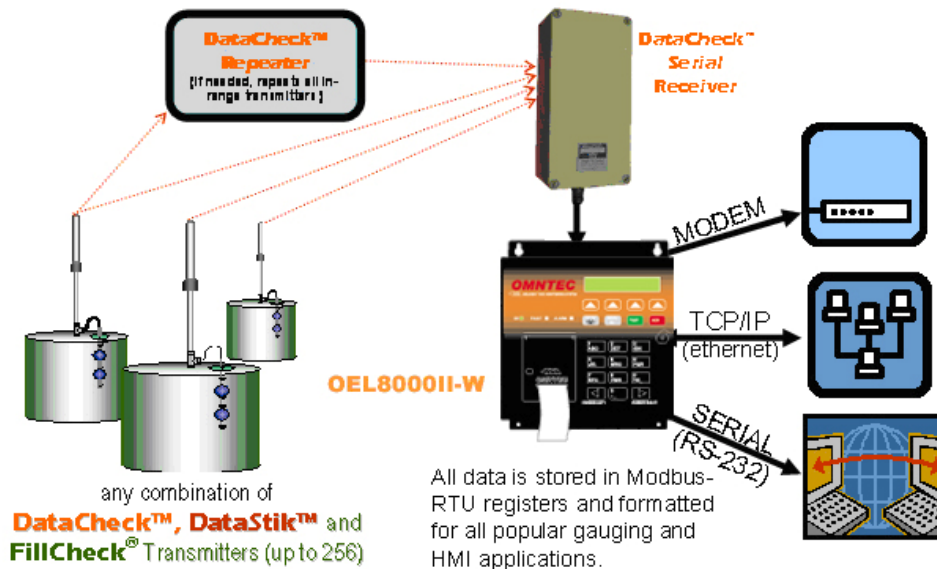 DataCheck™
Repeater
(If needed, repeats all in-
range transmitters)
DataCheck™
Serial
Receiver
MODEM
OMNTEC
TCP/IP
(ethernet)
OEL8000II-W
SERIAL
(RS-232)
any combination of
DataCheck™, DataStik™ and
FillCheck® Transmitters (up to 256)
All data is stored in Modbus-
RTU registers and formatted
for all popular gauging and
HMI applications.